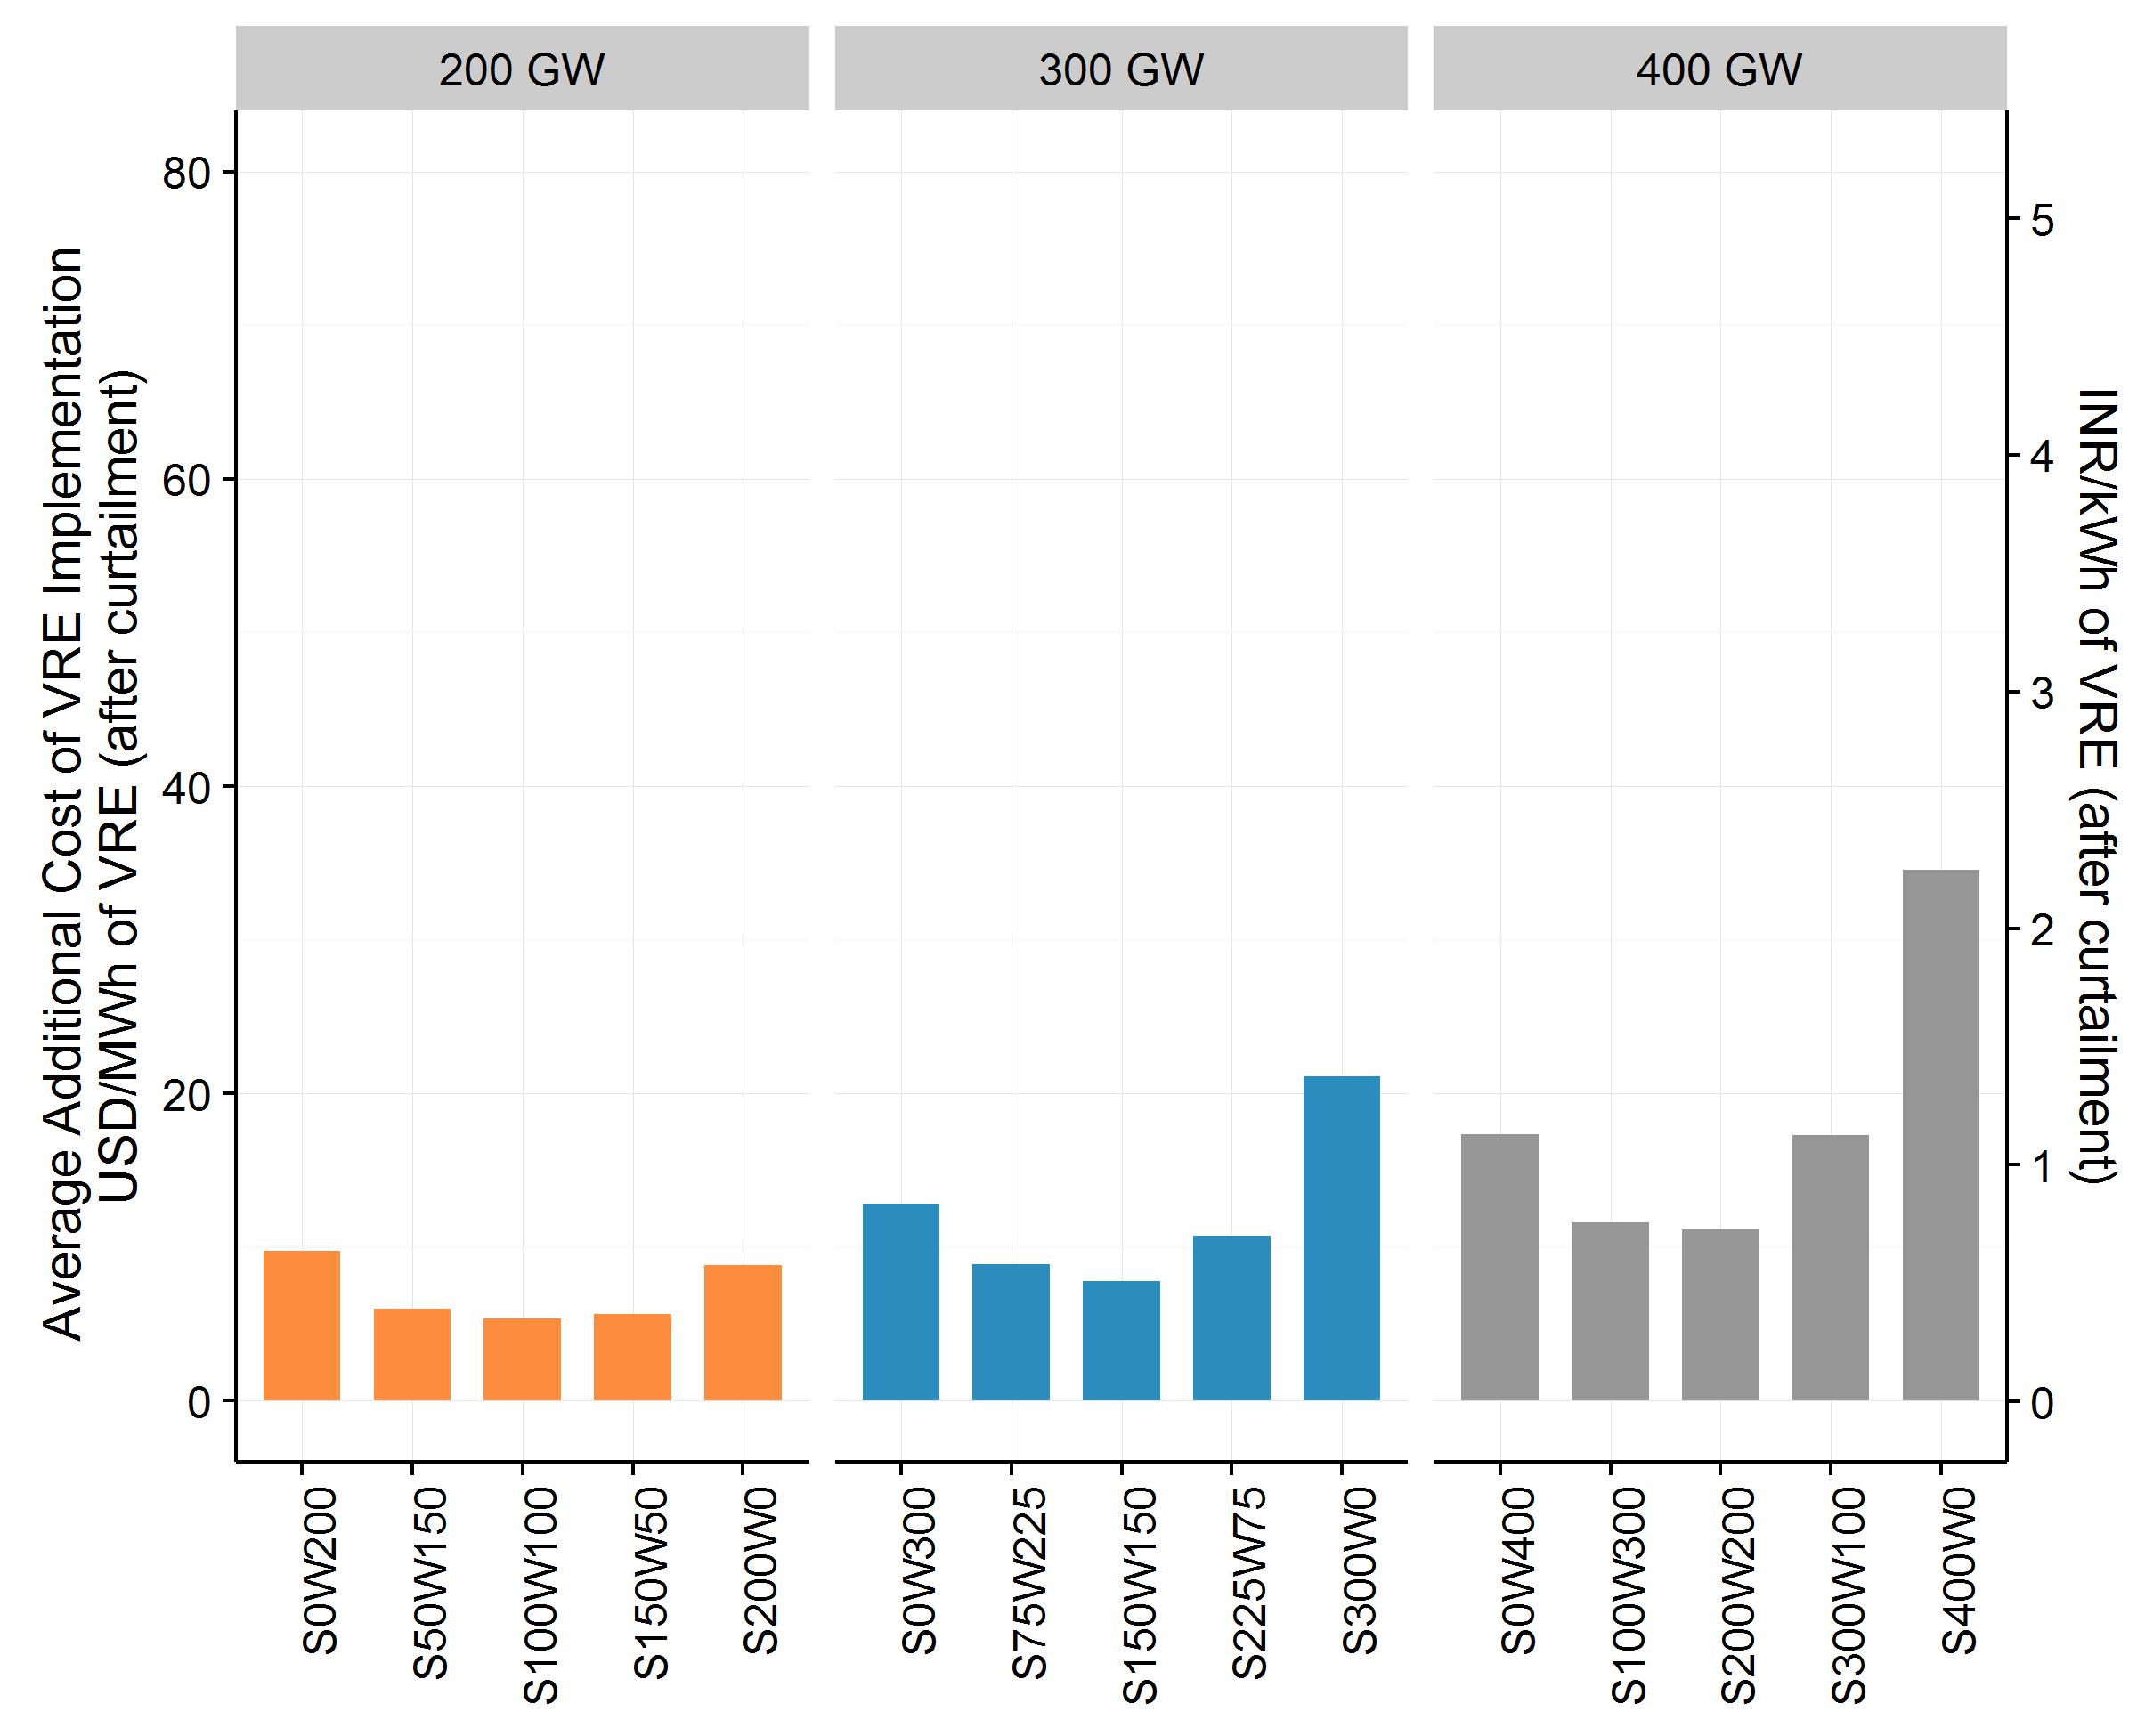 200 GW
300 GW
400 GW
Average Additional Cost of VRE Implementation
USD/MWh of VRE (after curtailment)
80
60
40
20
0
5
4
3
2
1
0
INR/kWh of VRE (after curtailment)
S0W200
S50W150
S100W100
S150W50
S200W0
S0W300
S75W225
S150W150
S225W75
S300W0
S0W400
S100W300
S200W200
S300W100
S400W0